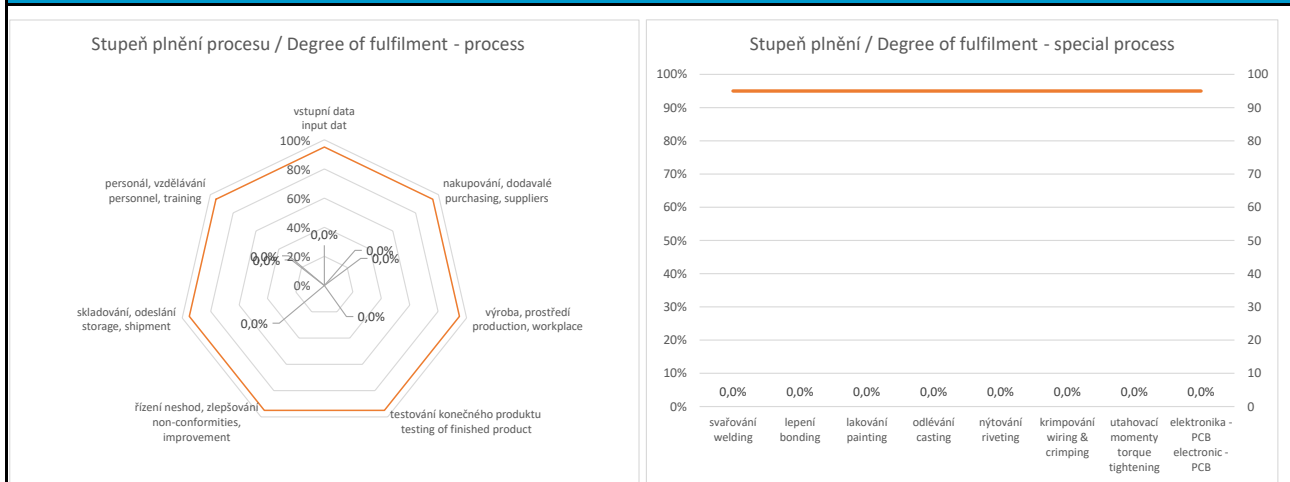 Stupeň plnění procesu / Degree of fulfilment - process
vstupní data
input dat
100%
80%
60%
40%
20%
0%
nakupování, dodavalé
purchasing, suppliers
výroba, prostředí
production, workplace
testování konečného produktu
testing of finished product
řízení neshod, zlepšování
non-conformities,
improvement
skladování, odeslání
storage, shipment
personál, vzdělávání
personnel, training
0,0%
0,0%
0,0%
0,0%
0,0%
0,0%
0,0%
Stupeň plnění / Degree of fulfilment - special process
100%
90%
80%
70%
60%
50%
40%
30%
20%
10%
0%
100
90
80
70
60
50
40
30
20
10
0
0,0%
0,0%
0,0%
0,0%
0,0%
0,0%
0,0%
0,0%
svařování
welding
lepení
bonding
lakování
painting
odlévání
casting
nýtování
riveting
krimpování
wiring &
crimping
utahovací
momenty
torque
tightening
elektronika -
PCB
electronic -
PCB